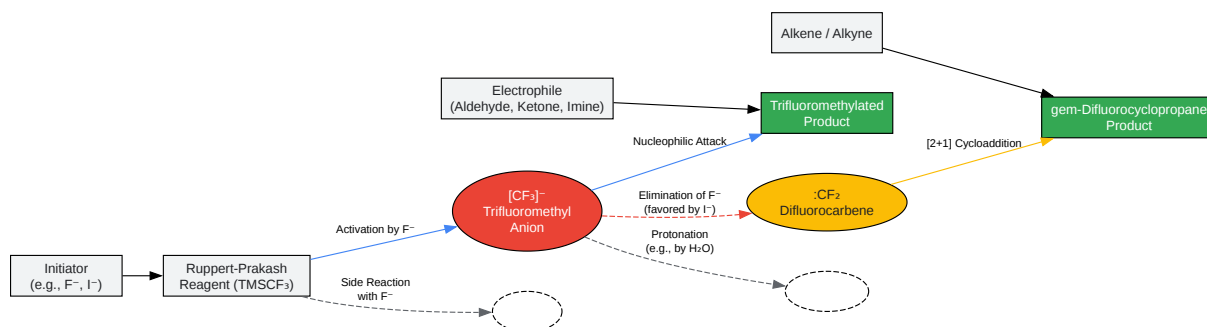 Alkene / Alkyne
Electrophile
(Aldehyde, Ketone, Imine)
Trifluoromethylated
Product
gem-Difluorocyclopropane
Product
Nucleophilic Attack
[2+1] Cycloaddition
[CF₃]⁻
Trifluoromethyl
Anion
Elimination of F⁻
(favored by I⁻)
:CF₂
Difluorocarbene
Activation by F⁻
Protonation
(e.g., by H₂O)
Initiator
(e.g., F⁻, I⁻)
Ruppert-Prakash
Reagent (TMSCF₃)
Side Reaction
with F⁻